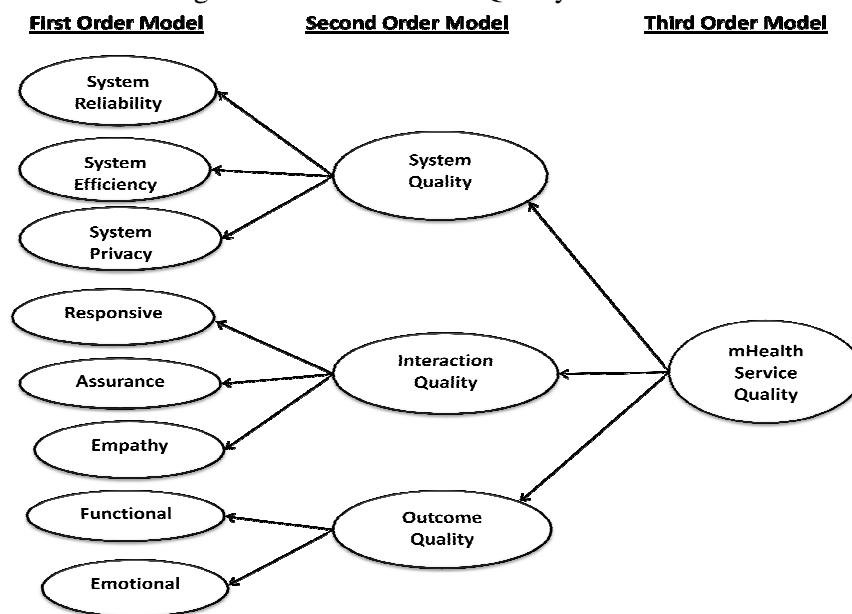 First Order Model
Second Order Model
Third Order Model
System
Reliability
System
Efficiency
System
Privacy
Responsive
Assurance
Empathy
Functional
Emotional
System
Quality
Interaction
Quality
Outcome
Quality
mHealth
Service
Quality